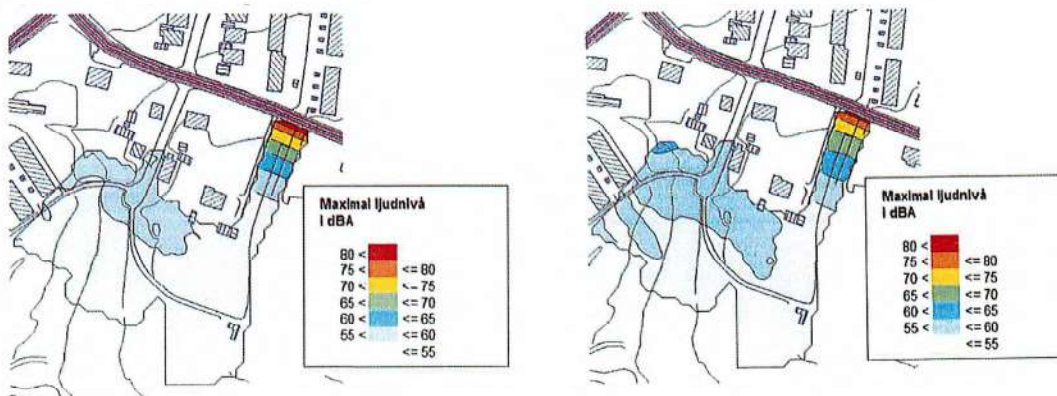 Maximal ljudnivå
i dBA
80 <
75 < <= 80
70 < <= 75
65 < <= 70
60 < <= 65
55 < <= 60
<= 55
Maximal ljudnivå
i dBA
80 <
75 < <= 80
70 < <= 75
65 < <= 70
60 < <= 65
55 < <= 60
<= 55